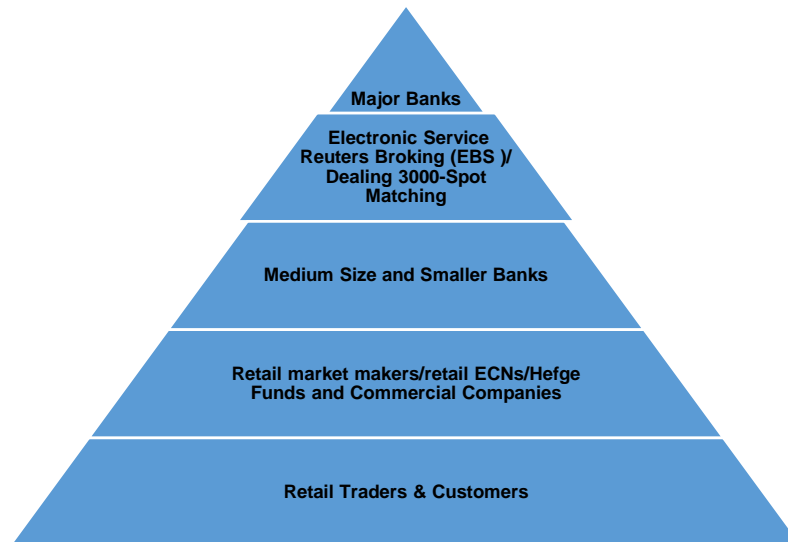 Major Banks
Electronic Service
Reuters Broking (EBS )/
Dealing 3000-Spot
Matching
Medium Size and Smaller Banks
Retail market makers/retail ECNs/Hefge
Funds and Commercial Companies
Retail Traders & Customers